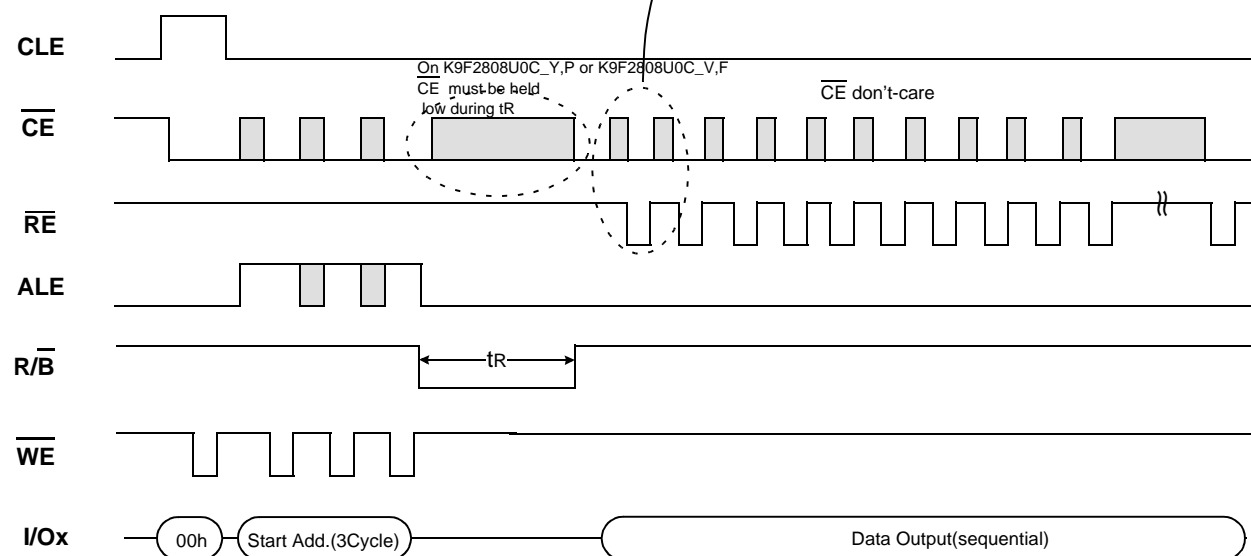 CLE
On K9F2808U0C_Y,P or K9F2808U0C_V,F
CE must be held
low during tR
CE don't-care
CE
RE
ALE
R/B
tR
WE
I/Ox
00h
Start Add.(3Cycle)
Data Output(sequential)